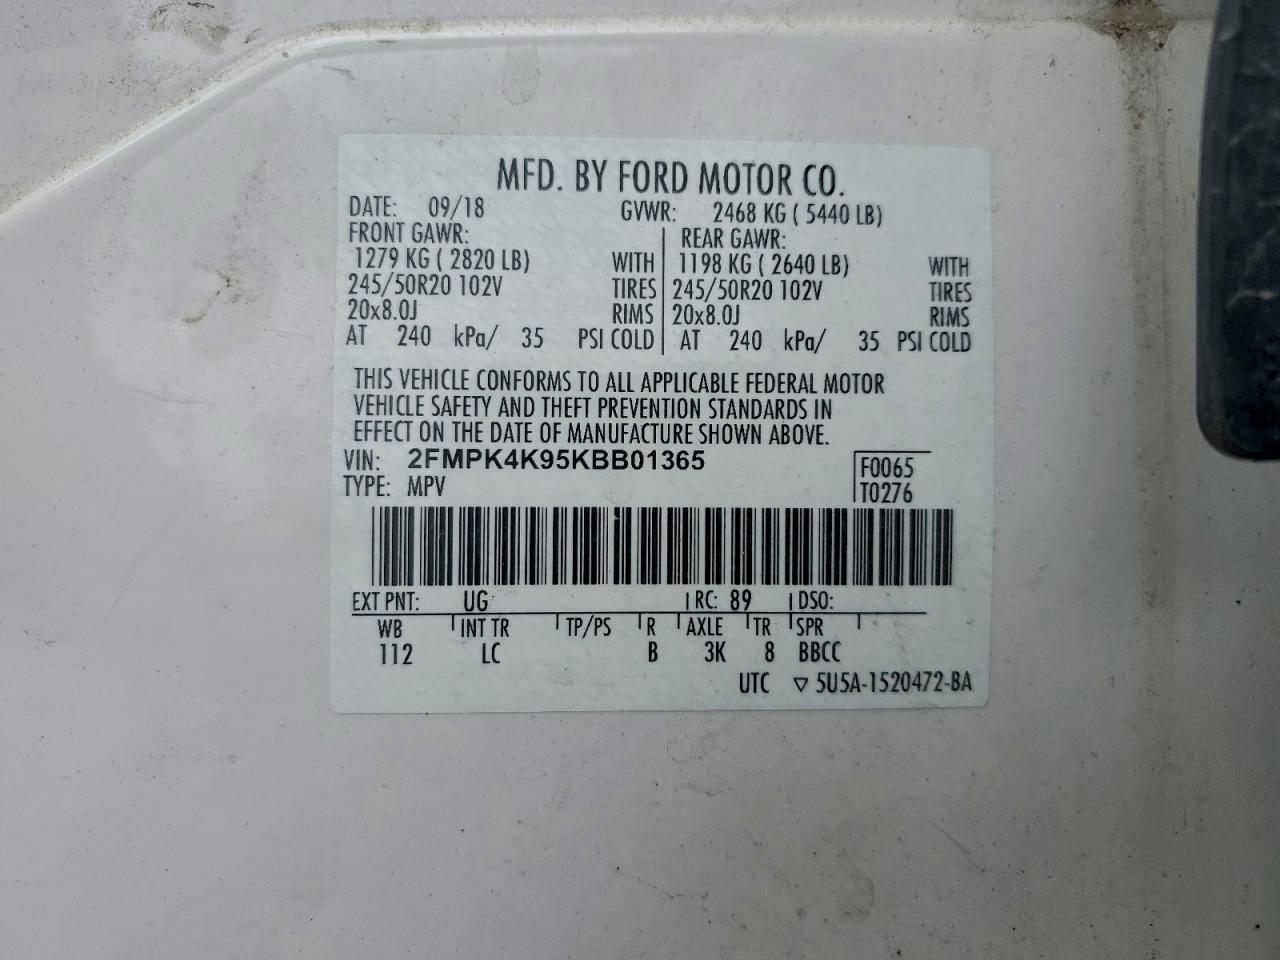 MFD. BY FORD MOTOR CO.
DATE: 09/18 GVWR: 2468 KG ( 5440 LB)
FRONT GAWR: REAR GAWR:
1279 KG ( 2820 LB) WITH 1198 KG ( 2640 LB) WITH
245/50R20 102V TIRES 245/50R20 102V TIRES
20x8.0J RIMS 20x8.0J RIMS
AT 240 kPa/ 35 PSI COLD AT 240 kPa/ 35 PSI COLD
THIS VEHICLE CONFORMS TO ALL APPLICABLE FEDERAL MOTOR
VEHICLE SAFETY AND THEFT PREVENTION STANDARDS IN
EFFECT ON THE DATE OF MANUFACTURE SHOWN ABOVE.
VIN: 2FMPK4K95KBB01365 F0065
TYPE: MPV T0276
EXT PNT: UG RC: 89 DSO:
WB INT TR TP/PS R AXLE TR SPR
112 LC B 3K 8 BBCC
UTC ▽ 5U5A-1520472-BA